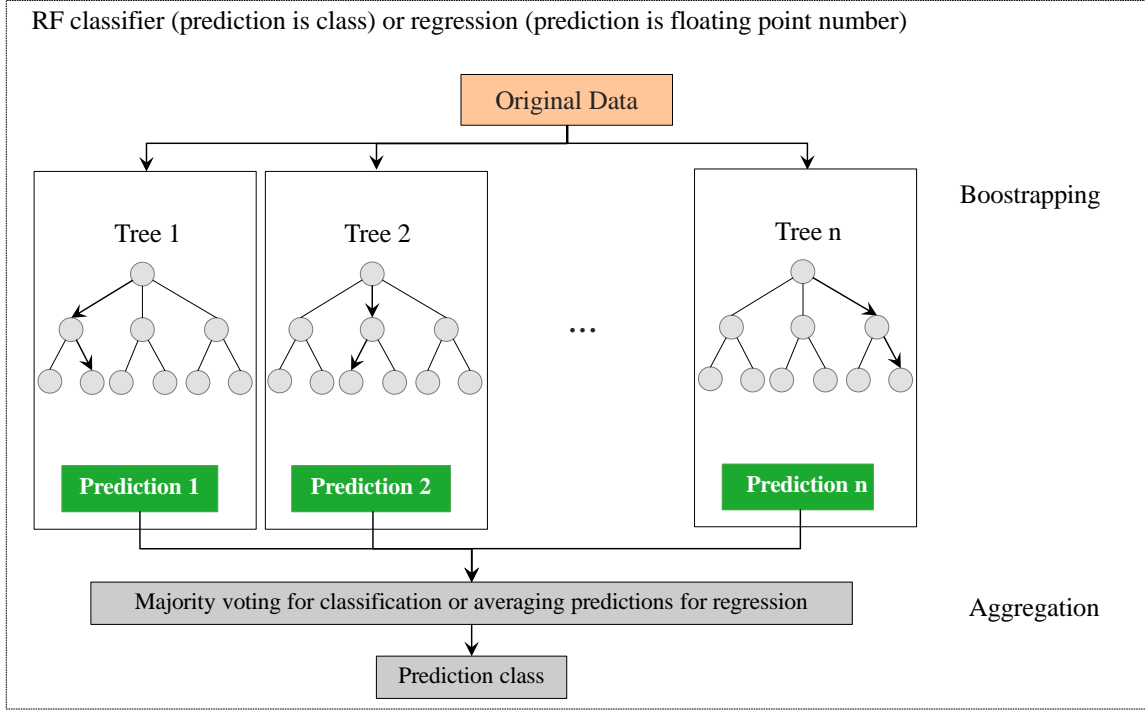 RF classifier (prediction is class) or regression (prediction is floating point number)
Original Data
Boostrapping
Tree 1
Tree 2
Tree n
...
Prediction 1
Prediction 2
Prediction n
Majority voting for classification or averaging predictions for regression
Aggregation
Prediction class